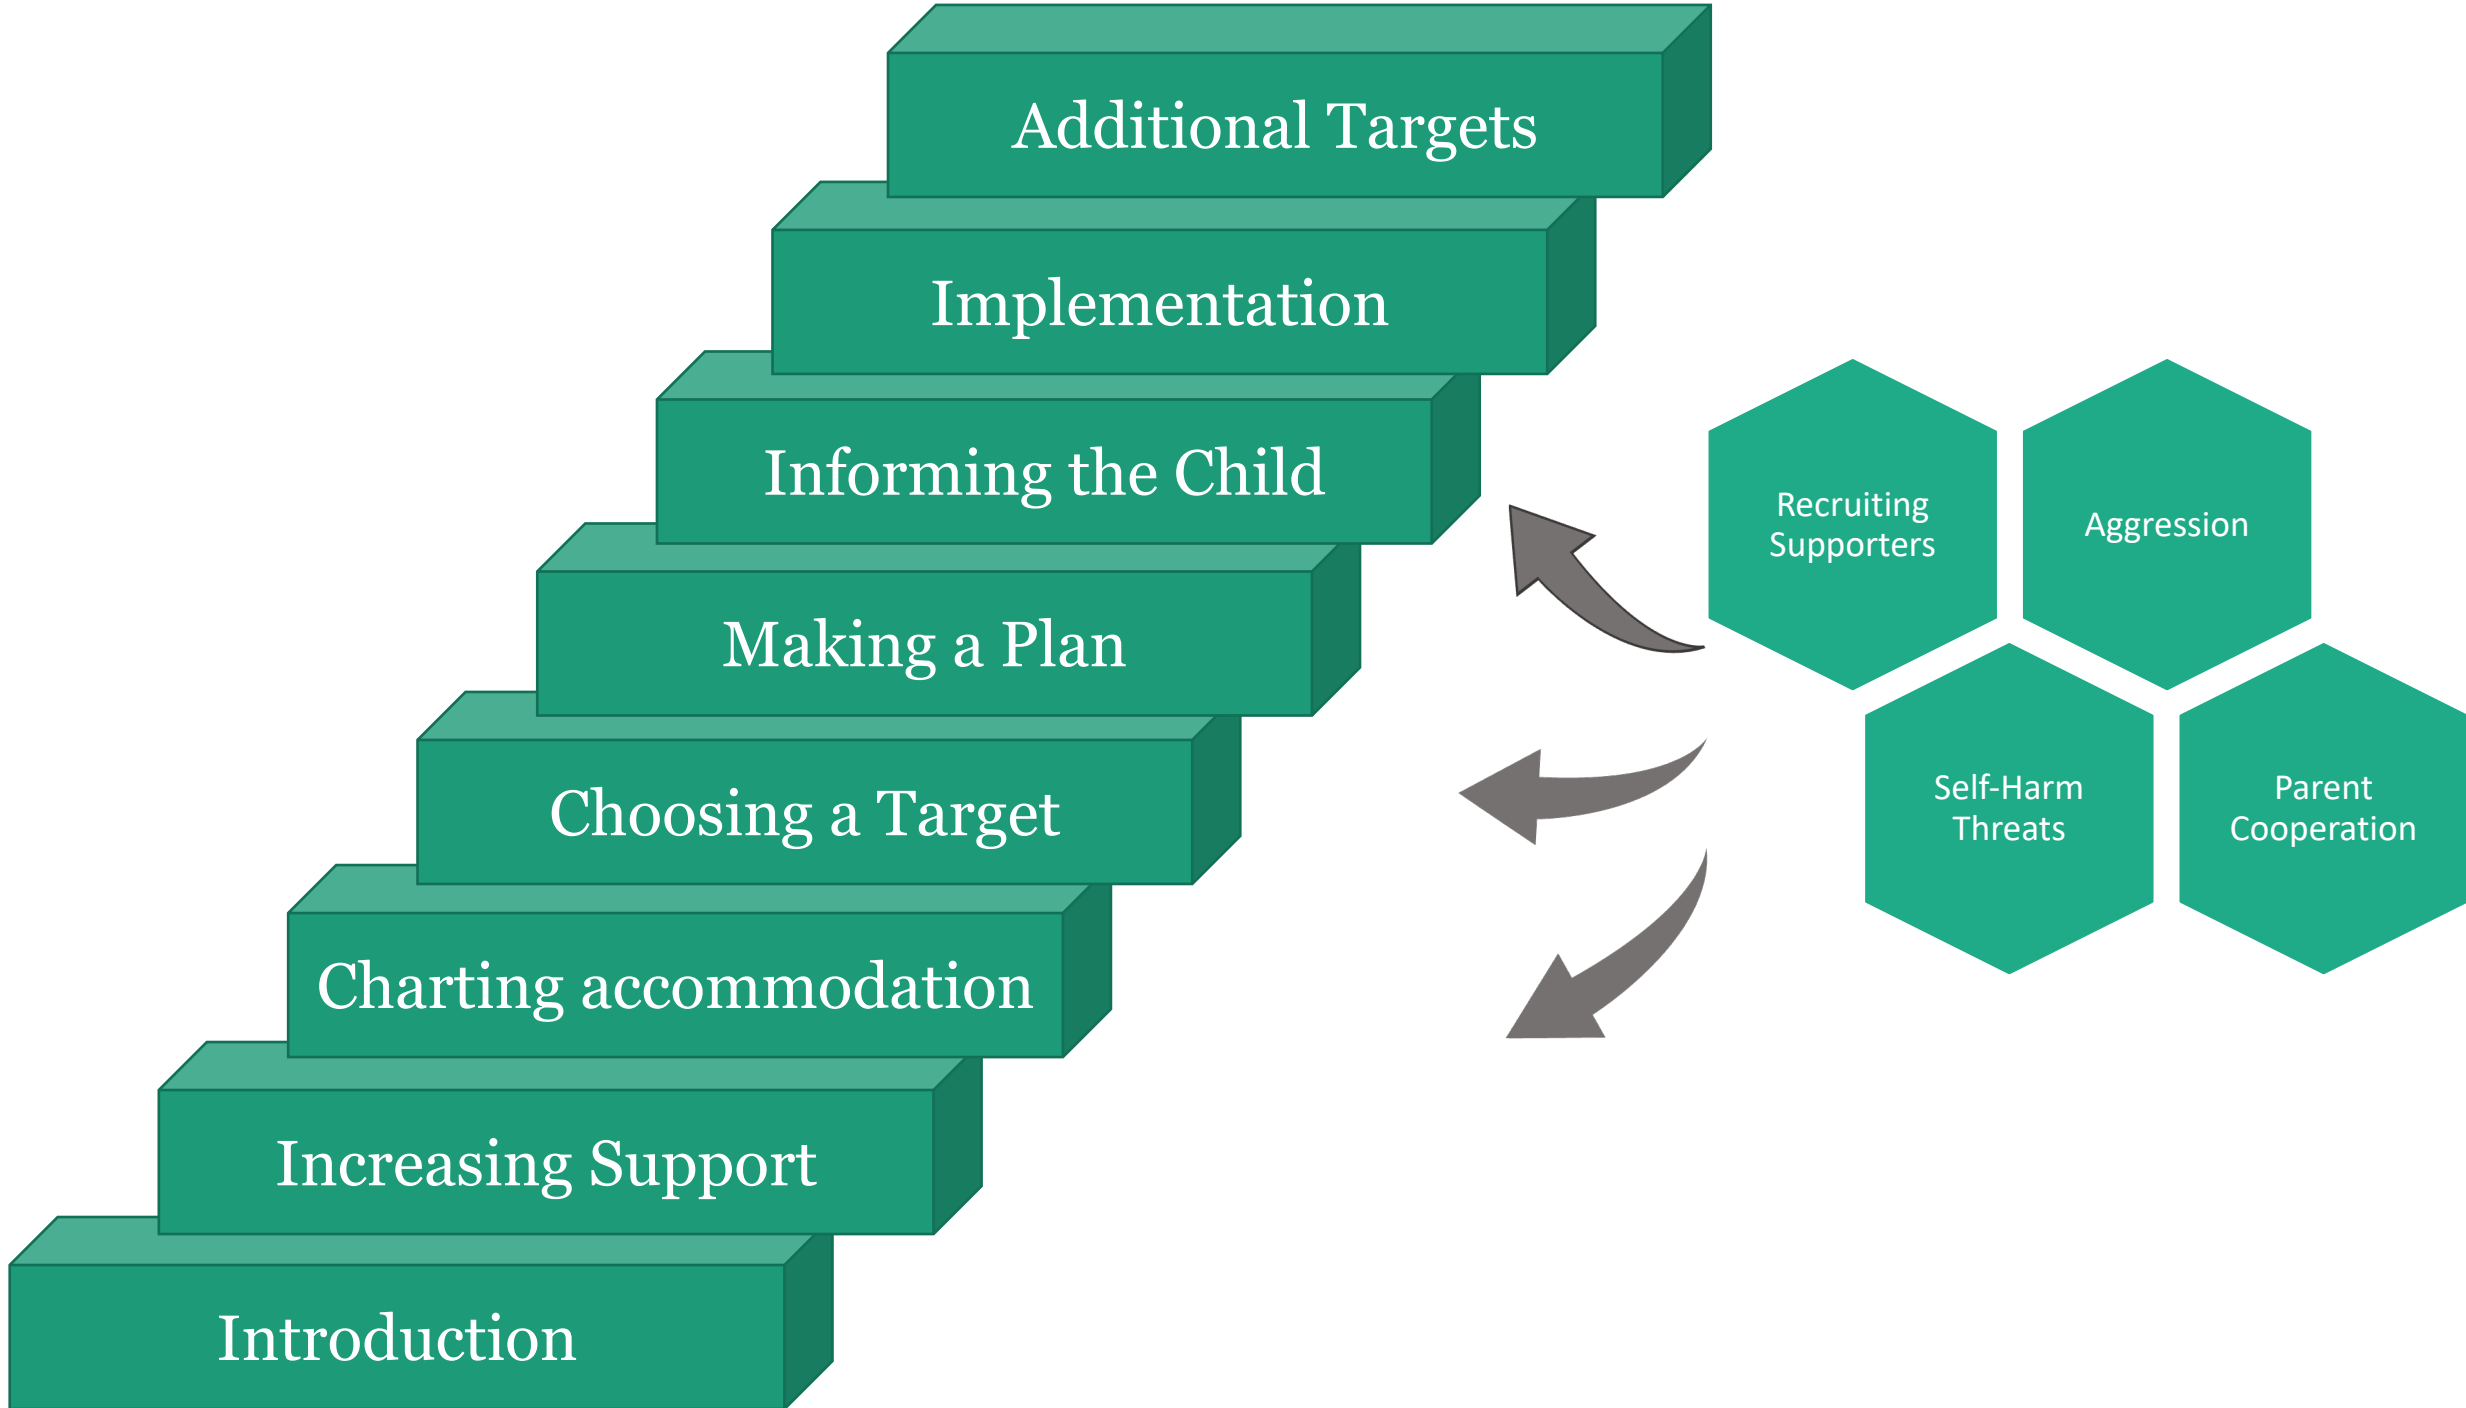 Additional Targets
Implementation
Informing the Child
Making a Plan
Choosing a Target
Charting accommodation
Increasing Support
Introduction
Recruiting
Supporters
Aggression
Self-Harm
Threats
Parent
Cooperation